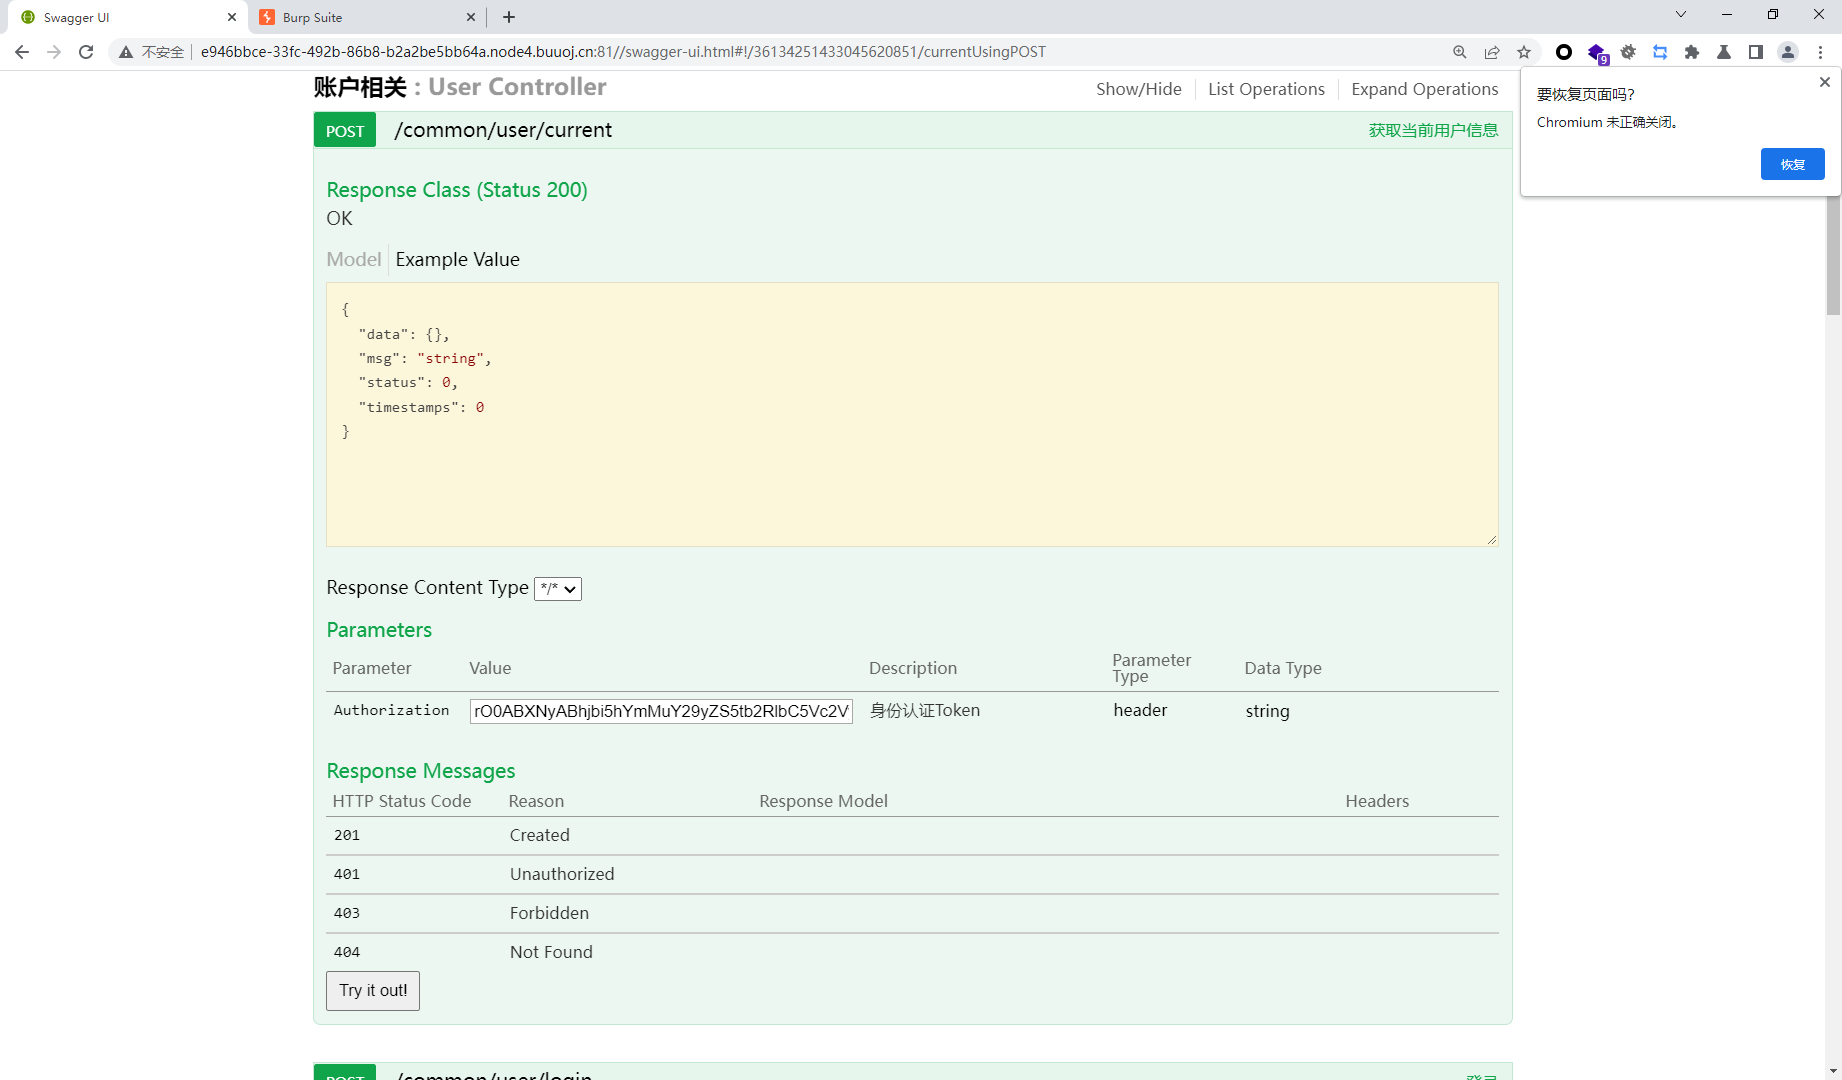 Swagger UI
Burp Suite
不安全
e946bbce-33fc-492b-86b8-b2a2be5bb64a.node4.buuoj.cn:81//swagger-ui.html#!/36134251433045620851/currentUsingPOST
9
要恢复页面吗?
Chromium 未正确关闭。
恢复
账户相关 : User Controller
Show/Hide
List Operations
Expand Operations
POST
/common/user/current
获取当前用户信息
Response Class (Status 200)
OK
Model
Example Value
{
"data": {},
"msg": "string",
"status": 0,
"timestamps": 0
}
Response Content Type */*
Parameters
Parameter Value Description Parameter Type Data Type
Authorization rO0ABXNyABhjbi5hYmMuY29yZS5tb2RlbC5Vc2V 身份认证Token header string
Response Messages
HTTP Status Code Reason Response Model Headers
201 Created
401 Unauthorized
403 Forbidden
404 Not Found
Try it out!
POST
/common/user/login
登录